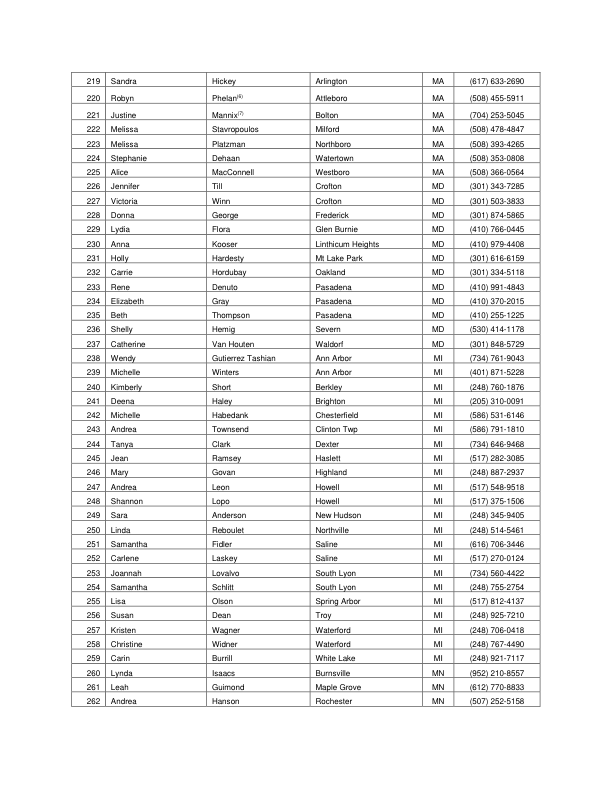 219 Sandra Hickey Arlington MA (617) 633-2690
220 Robyn Phelan(6) Attleboro MA (508) 455-5911
221 Justine Mannix(7) Bolton MA (704) 253-5045
222 Melissa Stavropoulos Milford MA (508) 478-4847
223 Melissa Platzman Northboro MA (508) 393-4265
224 Stephanie Dehaan Watertown MA (508) 353-0808
225 Alice MacConnell Westboro MA (508) 366-0564
226 Jennifer Till Crofton MD (301) 343-7285
227 Victoria Winn Crofton MD (301) 503-3833
228 Donna George Frederick MD (301) 874-5865
229 Lydia Flora Glen Burnie MD (410) 766-0445
230 Anna Kooser Linthicum Heights MD (410) 979-4408
231 Holly Hardesty Mt Lake Park MD (301) 616-6159
232 Carrie Hordubay Oakland MD (301) 334-5118
233 Rene Denuto Pasadena MD (410) 991-4843
234 Elizabeth Gray Pasadena MD (410) 370-2015
235 Beth Thompson Pasadena MD (410) 255-1225
236 Shelly Hemig Severn MD (530) 414-1178
237 Catherine Van Houten Waldorf MD (301) 848-5729
238 Wendy Gutierrez Tashian Ann Arbor MI (734) 761-9043
239 Michelle Winters Ann Arbor MI (401) 871-5228
240 Kimberly Short Berkley MI (248) 760-1876
241 Deena Haley Brighton MI (205) 310-0091
242 Michelle Habedank Chesterfield MI (586) 531-6146
243 Andrea Townsend Clinton Twp MI (586) 791-1810
244 Tanya Clark Dexter MI (734) 646-9468
245 Jean Ramsey Haslett MI (517) 282-3085
246 Mary Govan Highland MI (248) 887-2937
247 Andrea Leon Howell MI (517) 548-9518
248 Shannon Lopo Howell MI (517) 375-1506
249 Sara Anderson New Hudson MI (248) 345-9405
250 Linda Reboulet Northville MI (248) 514-5461
251 Samantha Fidler Saline MI (616) 706-3446
252 Carlene Laskey Saline MI (517) 270-0124
253 Joannah Lovalvo South Lyon MI (734) 560-4422
254 Samantha Schlitt South Lyon MI (248) 755-2754
255 Lisa Olson Spring Arbor MI (517) 812-4137
256 Susan Dean Troy MI (248) 925-7210
257 Kristen Wagner Waterford MI (248) 706-0418
258 Christine Widner Waterford MI (248) 767-4490
259 Carin Burrill White Lake MI (248) 921-7117
260 Lynda Isaacs Burnsville MN (952) 210-8557
261 Leah Guimond Maple Grove MN (612) 770-8833
262 Andrea Hanson Rochester MN (507) 252-5158